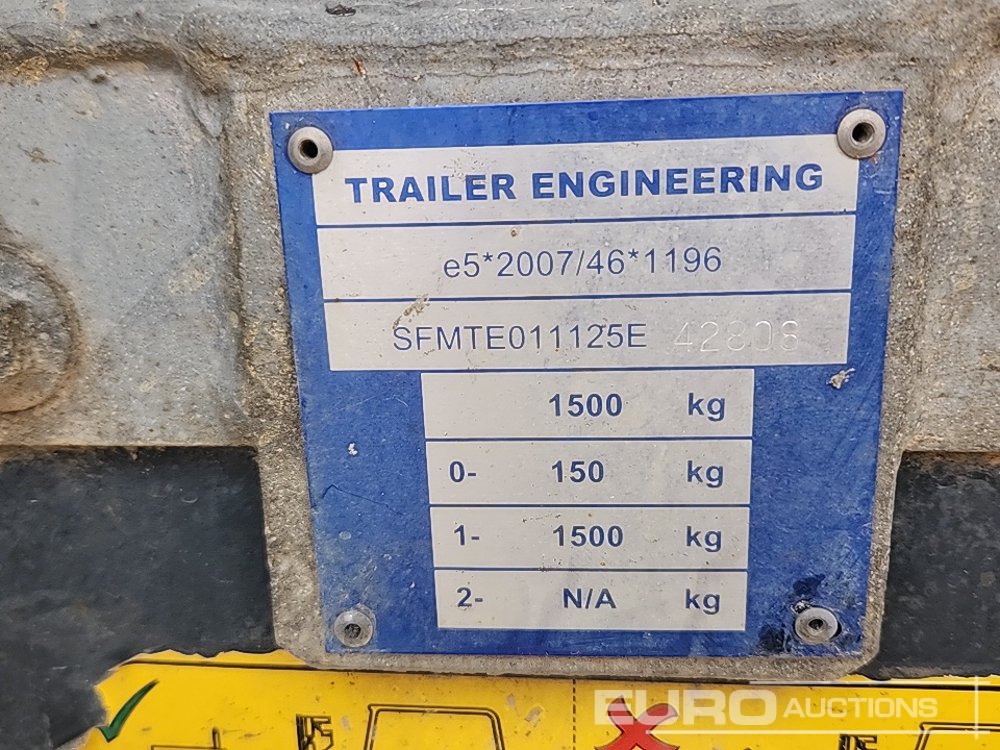 TRAILER ENGINEERING
e5*2007/46*1196
SFMTE011125E 42808
1500 kg
0- 150 kg
1- 1500 kg
2- N/A kg
EURO AUCTIONS